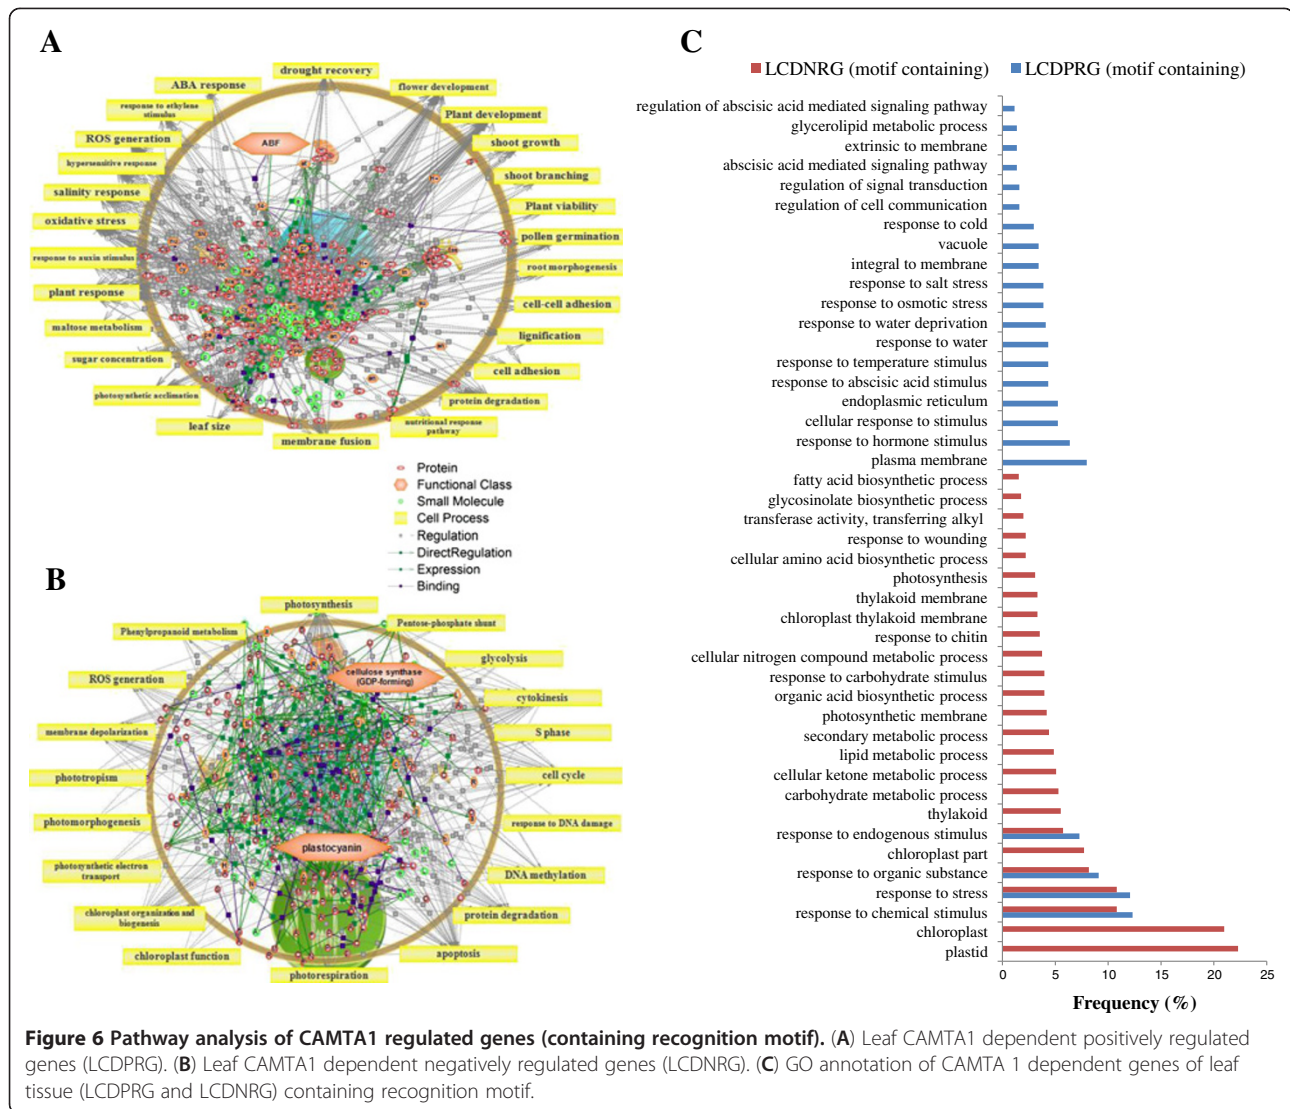 A
drought recovery
ABA response
flower development
response to ethylene
stimulus
Plant development
ROS generation
shoot growth
hypersensitive response
shoot branching
salinity response
Plant viability
oxidative stress
pollen germination
response to auxin stimulus
root morphogenesis
plant response
cell-cell adhesion
maltose metabolism
lignification
sugar concentration
cell adhesion
photosynthetic acclimation
protein degradation
leaf size
nutritional response
pathway
membrane fusion
ABF
Protein
Functional Class
Small Molecule
Cell Process
Regulation
DirectRegulation
Expression
Binding
B
photosynthesis
Phenylpropanoid metabolism
Pentose-phosphate shunt
glycolysis
ROS generation
cellulose synthase
(GDP-forming)
cytokinesis
membrane depolarization
S phase
phototropism
cell cycle
photomorphogenesis
response to DNA damage
plastocyanin
photosynthetic electron
transport
DNA methylation
chloroplast organization and
biogenesis
protein degradation
chloroplast function
apoptosis
photorespiration
C
LCDNRG (motif containing)
LCDPRG (motif containing)
regulation of abscisic acid mediated signaling pathway
glycerolipid metabolic process
extrinsic to membrane
abscisic acid mediated signaling pathway
regulation of signal transduction
regulation of cell communication
response to cold
vacuole
integral to membrane
response to salt stress
response to osmotic stress
response to water deprivation
response to water
response to temperature stimulus
response to abscisic acid stimulus
endoplasmic reticulum
cellular response to stimulus
response to hormone stimulus
plasma membrane
fatty acid biosynthetic process
glycosinolate biosynthetic process
transferase activity, transferring alkyl
response to wounding
cellular amino acid biosynthetic process
photosynthesis
thylakoid membrane
chloroplast thylakoid membrane
response to chitin
cellular nitrogen compound metabolic process
response to carbohydrate stimulus
organic acid biosynthetic process
photosynthetic membrane
secondary metabolic process
lipid metabolic process
cellular ketone metabolic process
carbohydrate metabolic process
thylakoid
response to endogenous stimulus
chloroplast part
response to organic substance
response to stress
response to chemical stimulus
chloroplast
plastid
0 5 10 15 20 25
Frequency (%)
Figure 6 Pathway analysis of CAMTA1 regulated genes (containing recognition motif). (A) Leaf CAMTA1 dependent positively regulated
genes (LCDPRG). (B) Leaf CAMTA1 dependent negatively regulated genes (LCDNRG). (C) GO annotation of CAMTA 1 dependent genes of leaf
tissue (LCDPRG and LCDNRG) containing recognition motif.